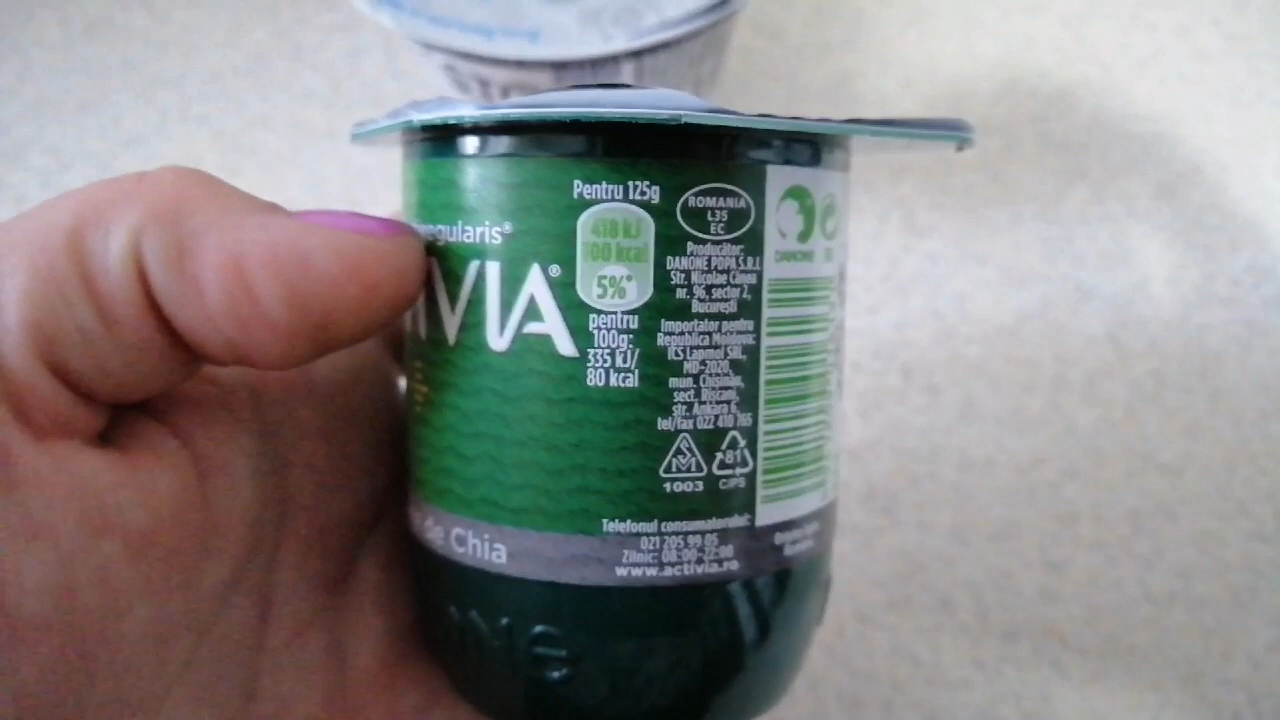 regularis®
IVIA®
de Chia
Pentru 125g
418 kJ
100 kcal
5%*
pentru
100g:
335 kJ/
80 kcal
ROMANIA
L35
EC
Producător:
DANONE PDPA S.R.L
Str. Nicolae Cânea
nr. 96, sector 2,
București
Importator pentru
Republica Moldova:
ICS Lapmol SRL,
MD-2020,
mun. Chișinău,
sect. Rîșcani,
str. Ankara 6,
tel/fax 022 410 765
SM
1003
81
C/PS
DANONE
Telefonul consumatorului:
021 205 99 05
Zilnic: 08:00-22:00
www.activia.ro